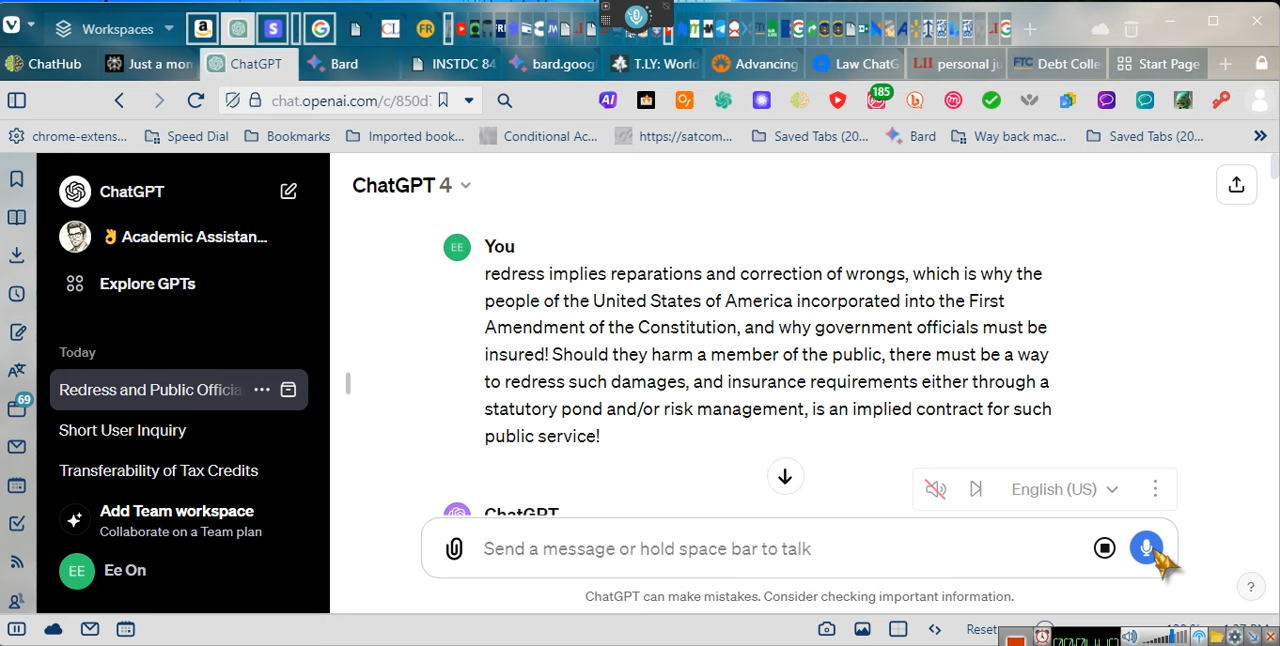 Workspaces
ChatHub
Just a mon
ChatGPT
Bard
INSTDC 84
bard.goog
T.LY: World
Advancing
Law ChatG
LII personal ju
FTC Debt Colle
Start Page
chat.openai.com/c/850d7
185
chrome-extens...
Speed Dial
Bookmarks
Imported book...
Conditional Ac...
https://satcom...
Saved Tabs (20...
Bard
Way back mac...
Saved Tabs (20...
ChatGPT
👌 Academic Assistan...
Explore GPTs
Today
Redress and Public Officia
Short User Inquiry
Transferability of Tax Credits
Add Team workspace
Collaborate on a Team plan
EE
Ee On
69
ChatGPT 4
EE
You
redress implies reparations and correction of wrongs, which is why the
people of the United States of America incorporated into the First
Amendment of the Constitution, and why government officials must be
insured! Should they harm a member of the public, there must be a way
to redress such damages, and insurance requirements either through a
statutory pond and/or risk management, is an implied contract for such
public service!
English (US)
ChatGPT
Send a message or hold space bar to talk
ChatGPT can make mistakes. Consider checking important information.
?
Reset